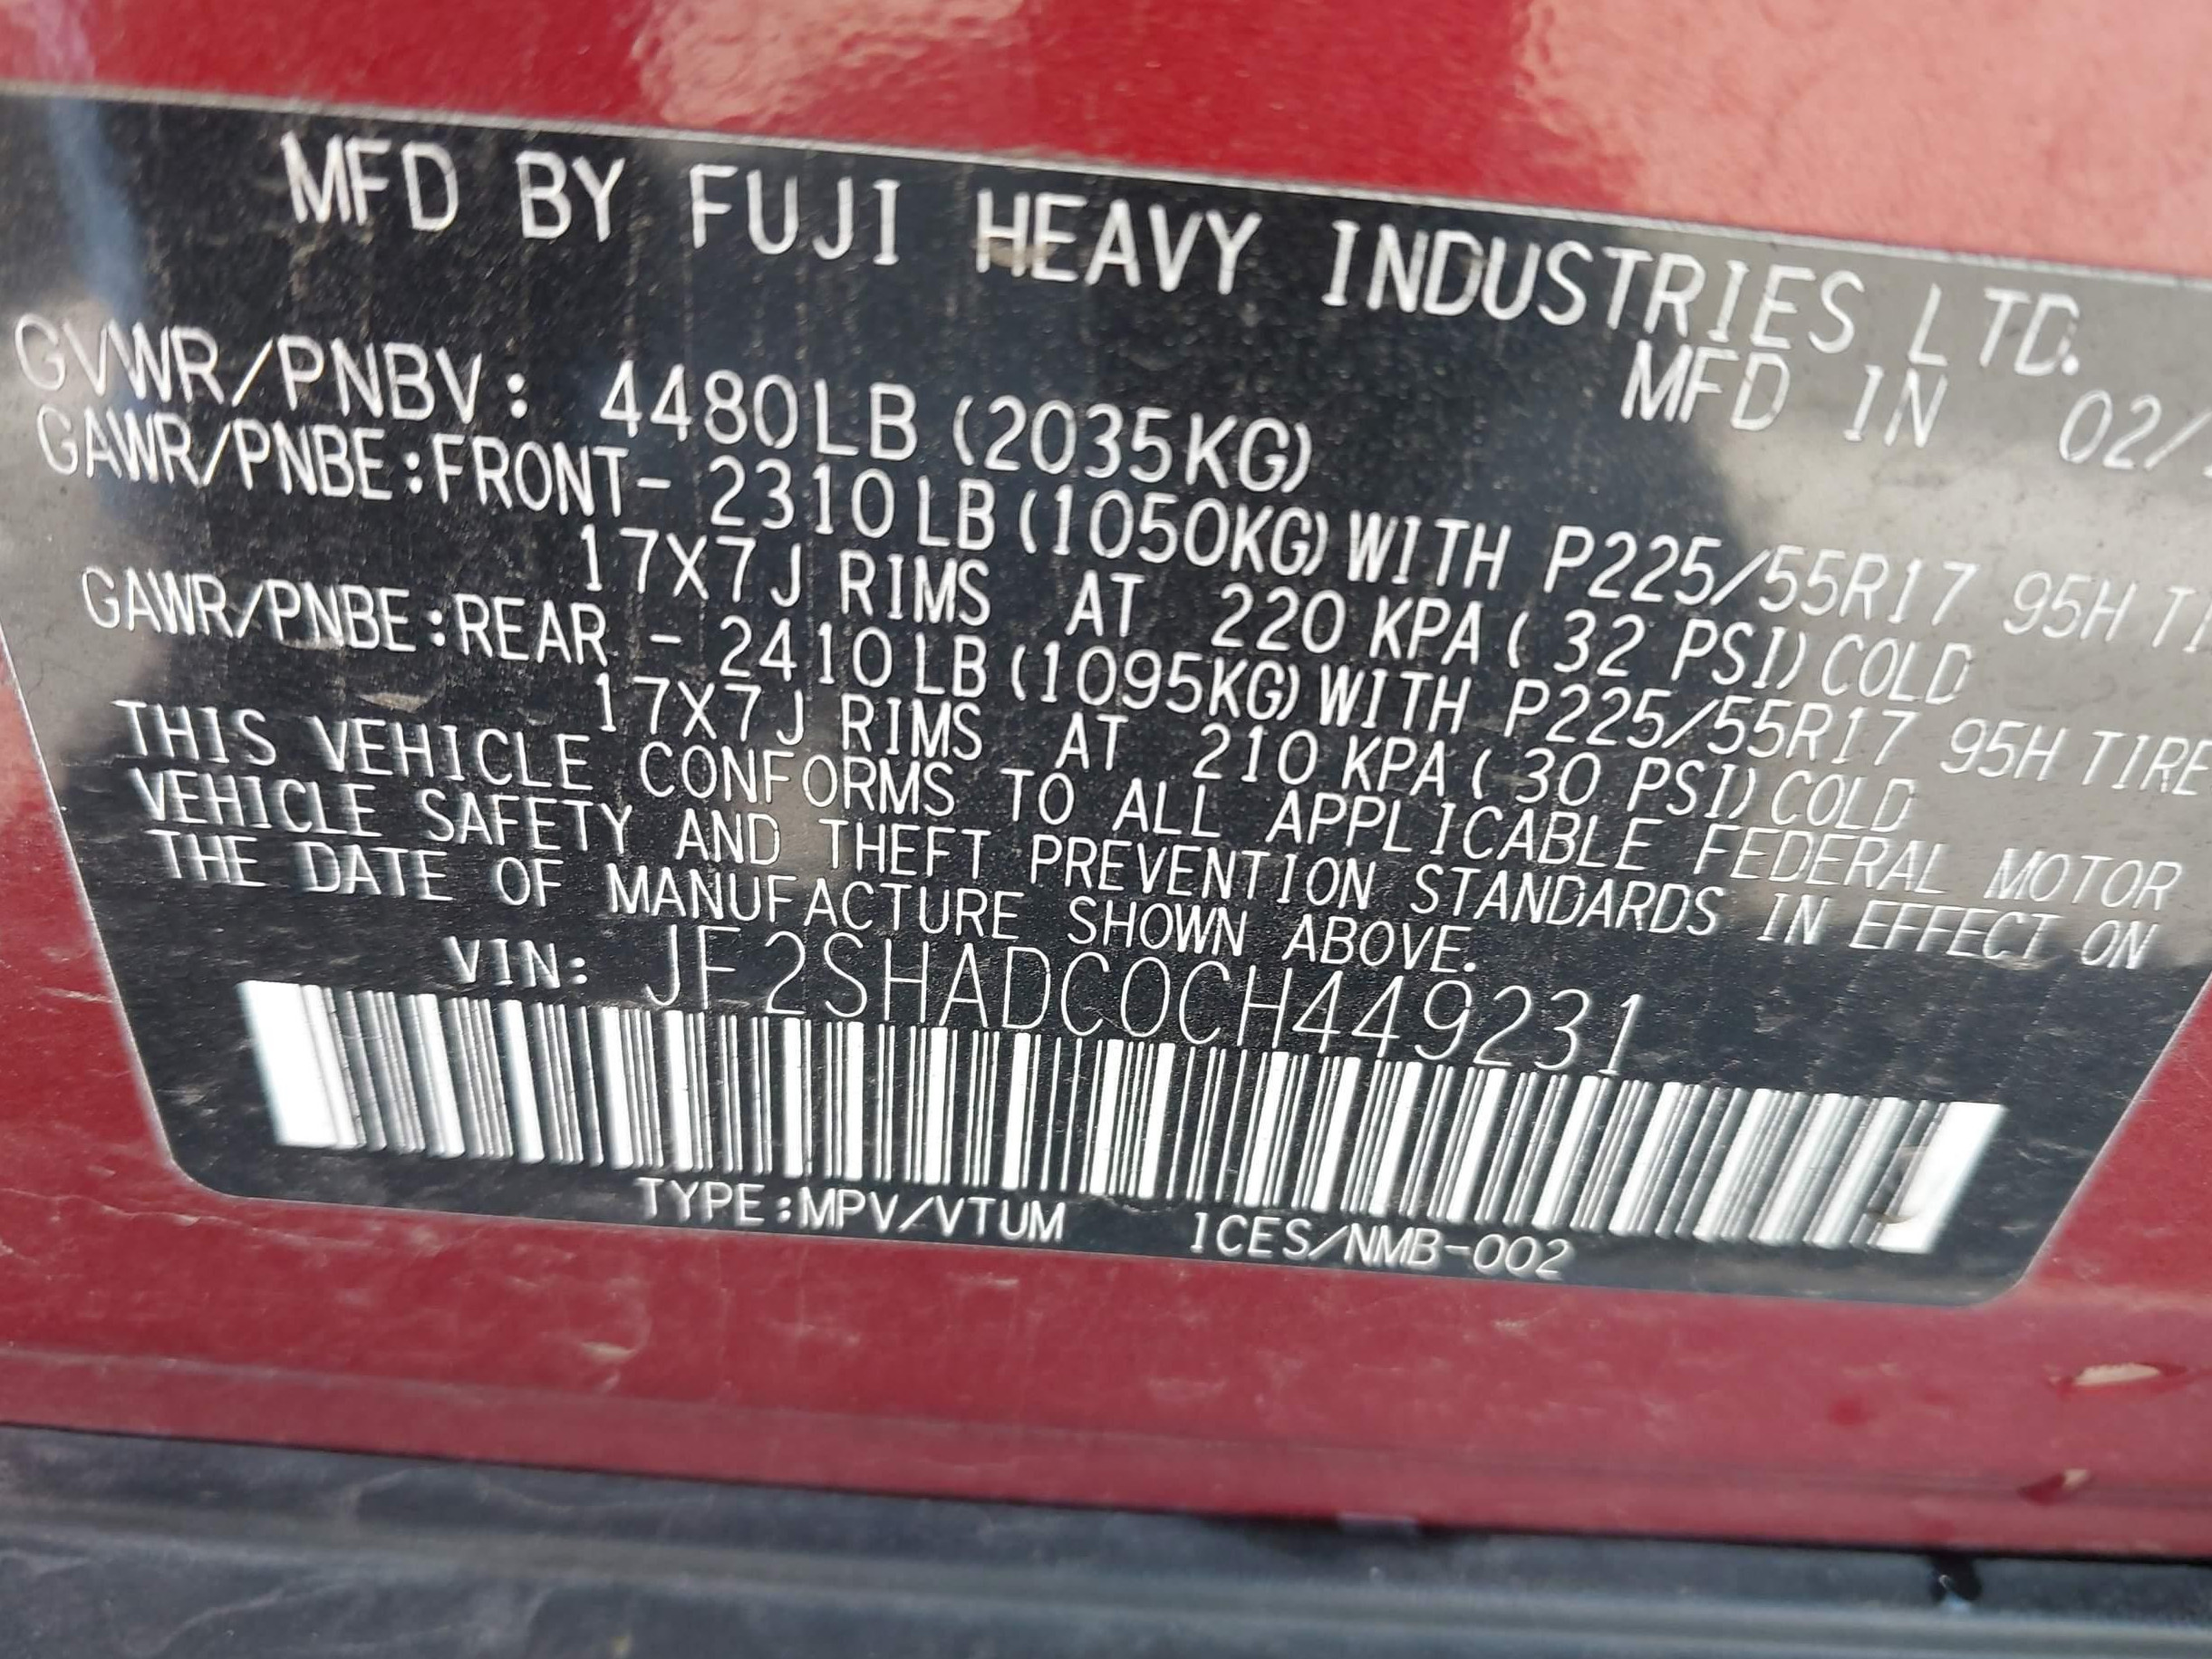 MFD BY FUJI HEAVY INDUSTRIES LTD.
MFD IN 02/
GVWR/PNBV: 4480LB (2035KG)
GAWR/PNBE:FRONT- 2310LB(1050KG)WITH P225/55R17 95H
17X7J RIMS AT 220 KPA( 32 PSI)COLD
GAWR/PNBE:REAR - 2410LB(1095KG)WITH P225/55R17 95H TIRE
17X7J RIMS AT 210 KPA( 30 PSI)COLD
THIS VEHICLE CONFORMS TO ALL APPLICABLE FEDERAL MOTOR
VEHICLE SAFETY AND THEFT PREVENTION STANDARDS IN EFFECT ON
THE DATE OF MANUFACTURE SHOWN ABOVE.
VIN: JF2SHADC0CH449231
TYPE:MPV/VTUM ICES/NMB-002